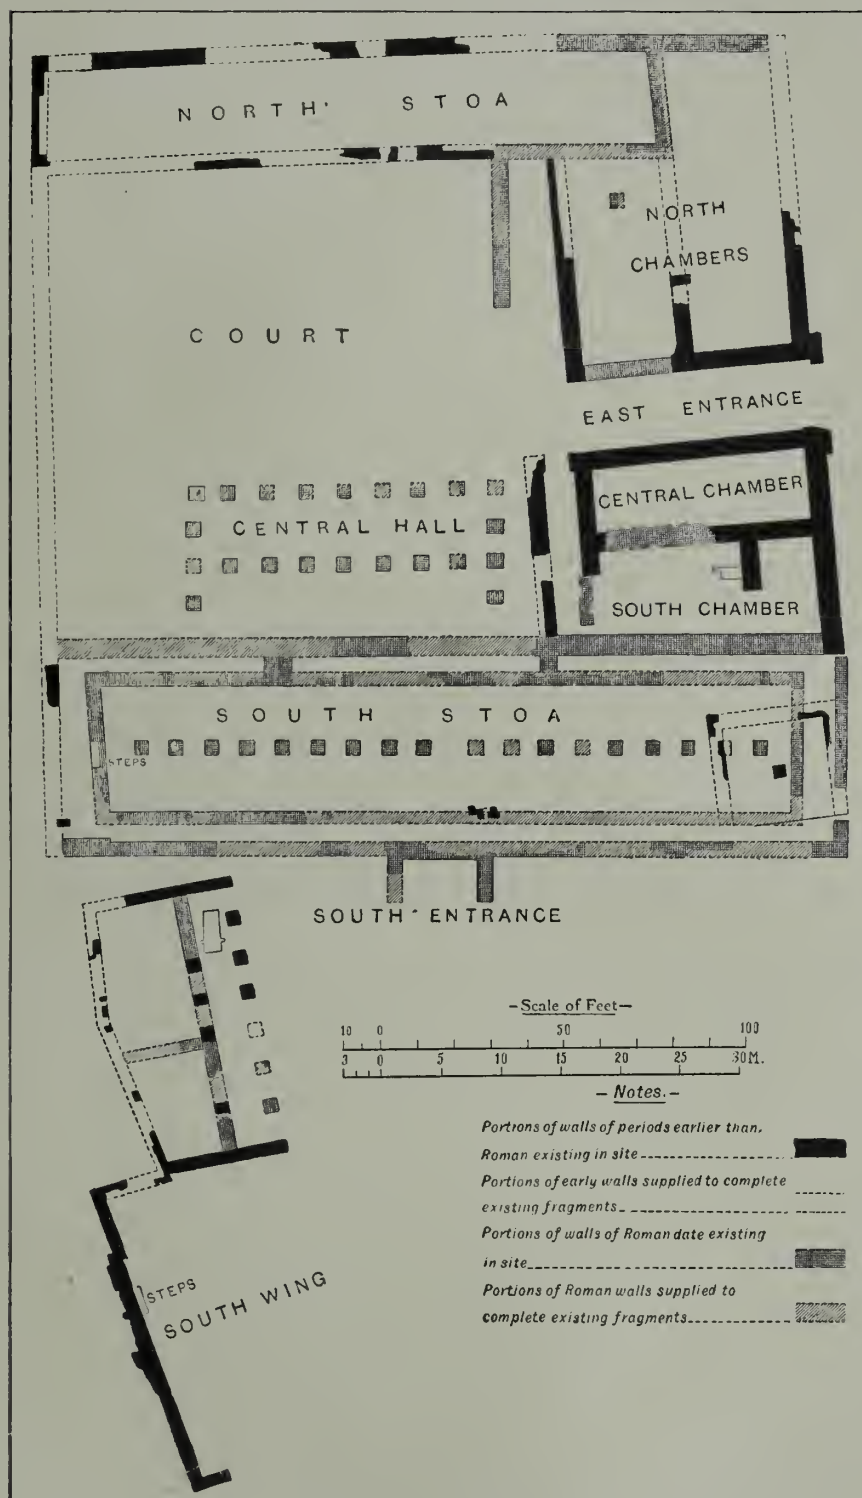 NORTH' STOA
NORTH
CHAMBERS
COURT
EAST ENTRANCE
CENTRAL CHAMBER
CENTRAL HALL
SOUTH CHAMBER
SOUTH STOA
STEPS
SOUTH ENTRANCE
-Scale of Feet-
10 0 50 100
3 0 5 10 15 20 25 30M.
- Notes. -
Portions of walls of periods earlier than.
Roman existing in site
Portions of early walls supplied to complete
existing fragments
Portions of walls of Roman date existing
in site
Portions of Roman walls supplied to
complete existing fragments
STEPS
SOUTH WING